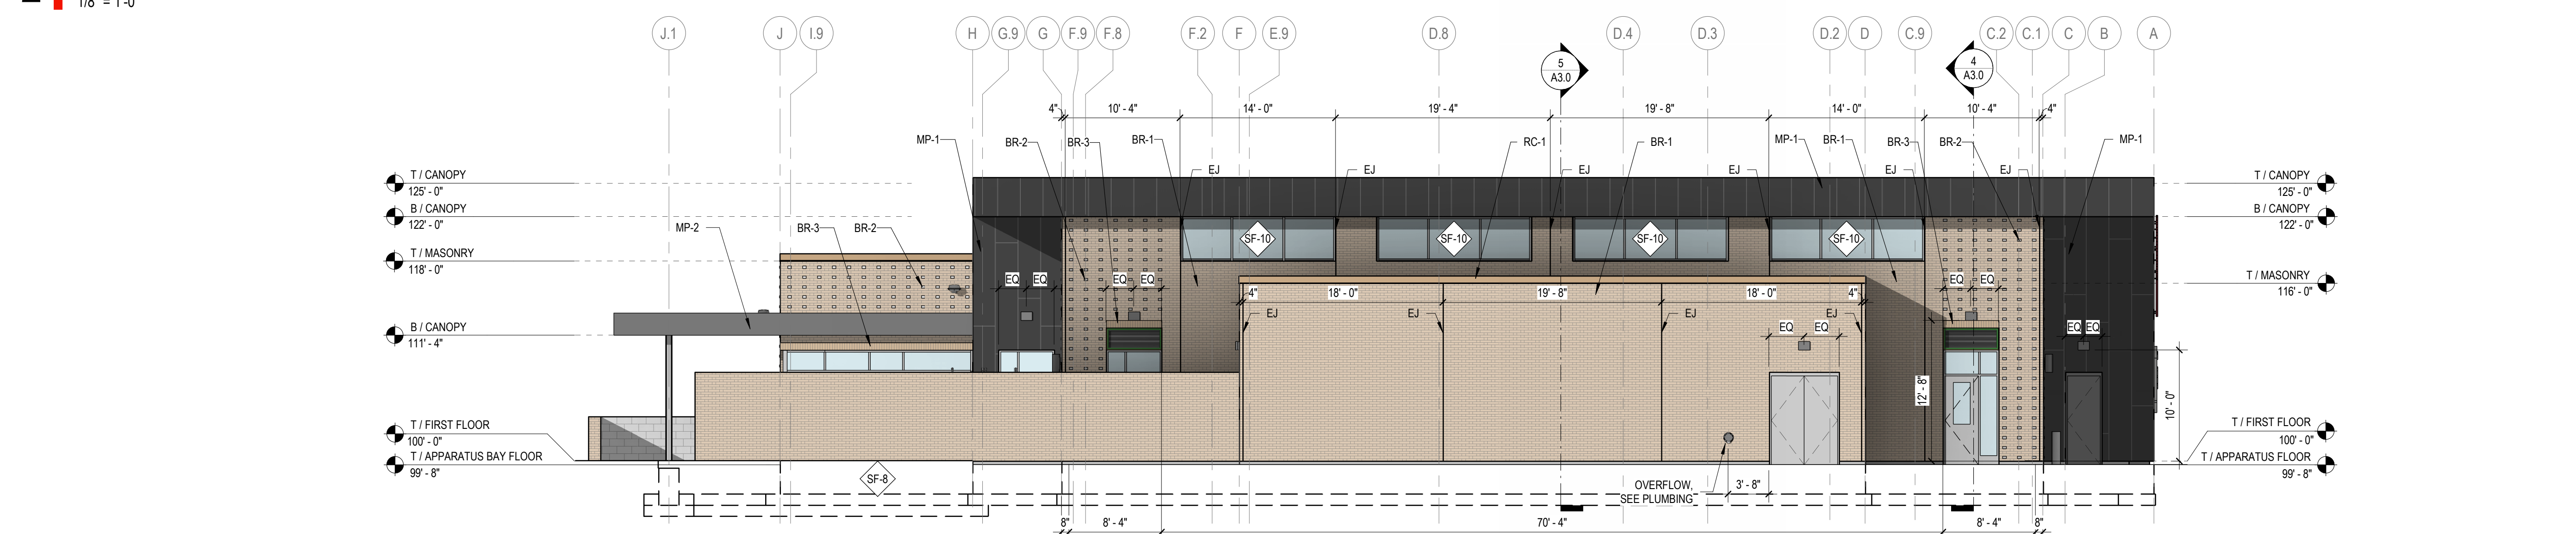 1/8" = 1'-0"
J.1 J I.9 H G.9 G F.9 F.8 F.2 F E.9 D.8 D.4 D.3 D.2 D C.9 C.2 C.1 C B A
5
A3.0
4
A3.0
4" 10' - 4" 14' - 0" 19' - 4" 19' - 8" 14' - 0" 10' - 4" 4"
MP-1 BR-2 BR-3 BR-1 RC-1 BR-1 MP-1 BR-1 BR-3 BR-2 MP-1
EJ EJ EJ EJ EJ EJ
T / CANOPY
125' - 0"
B / CANOPY
122' - 0"
T / MASONRY
118' - 0"
B / CANOPY
111' - 4"
T / FIRST FLOOR
100' - 0"
T / APPARATUS BAY FLOOR
99' - 8"
MP-2 BR-3 BR-2
SF-10 SF-10 SF-10 SF-10
EQ EQ EQ EQ EQ EQ
4" 18' - 0" 19' - 8" 18' - 0" 4"
EJ EJ EJ EJ
EQ EQ EQ EQ
12' - 8"
10' - 0"
T / CANOPY
125' - 0"
B / CANOPY
122' - 0"
T / MASONRY
116' - 0"
T / FIRST FLOOR
100' - 0"
T / APPARATUS FLOOR
99' - 8"
SF-8
OVERFLOW,
SEE PLUMBING
3' - 8"
8" 8' - 4" 70' - 4" 8' - 4" 8"